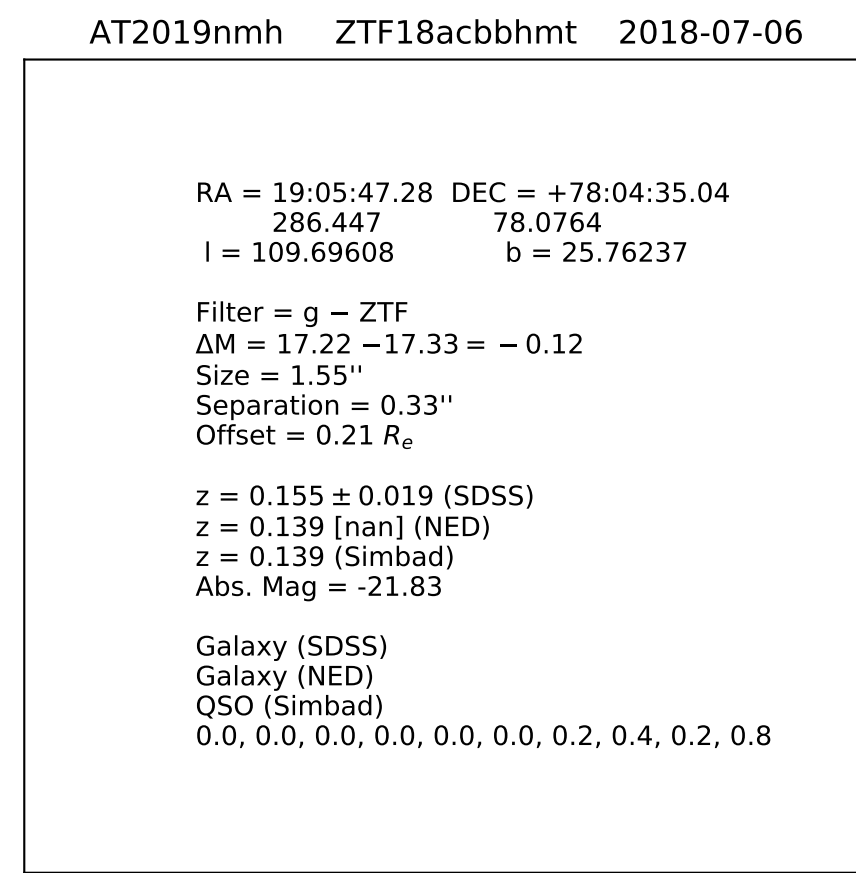 AT2019nmh ZTF18acbbhmt 2018-07-06
RA = 19:05:47.28 DEC = +78:04:35.04
286.447 78.0764
l = 109.69608 b = 25.76237
Filter = g − ZTF
ΔM = 17.22 −17.33 = − 0.12
Size = 1.55''
Separation = 0.33''
Offset = 0.21 Re
z = 0.155 ± 0.019 (SDSS)
z = 0.139 [nan] (NED)
z = 0.139 (Simbad)
Abs. Mag = -21.83
Galaxy (SDSS)
Galaxy (NED)
QSO (Simbad)
0.0, 0.0, 0.0, 0.0, 0.0, 0.0, 0.2, 0.4, 0.2, 0.8